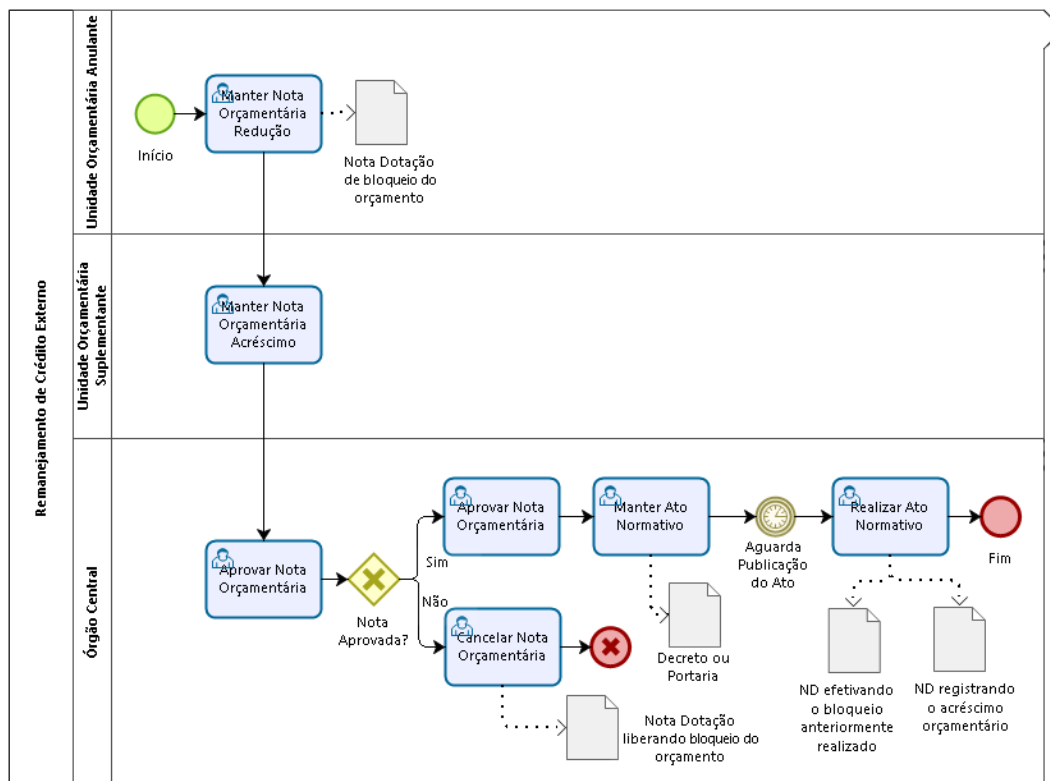 Remanejamento de Crédito Externo
Unidade Orçamentária Anulante
Início
Manter Nota
Orçamentária
Redução
Nota Dotação
de bloqueio do
orçamento
Unidade Orçamentária
Suplementante
Manter Nota
Orçamentária
Acréscimo
Órgão Central
Aprovar Nota
Orçamentária
Nota
Aprovada?
Sim
Não
Aprovar Nota
Orçamentária
Manter Ato
Normativo
Decreto ou
Portaria
Aguarda
Publicação
do Ato
Realizar Ato
Normativo
Fim
ND efetivando
o bloqueio
anteriormente
realizado
ND registrando
o acréscimo
orçamentário
Cancelar Nota
Orçamentária
Nota Dotação
liberando bloqueio do
orçamento